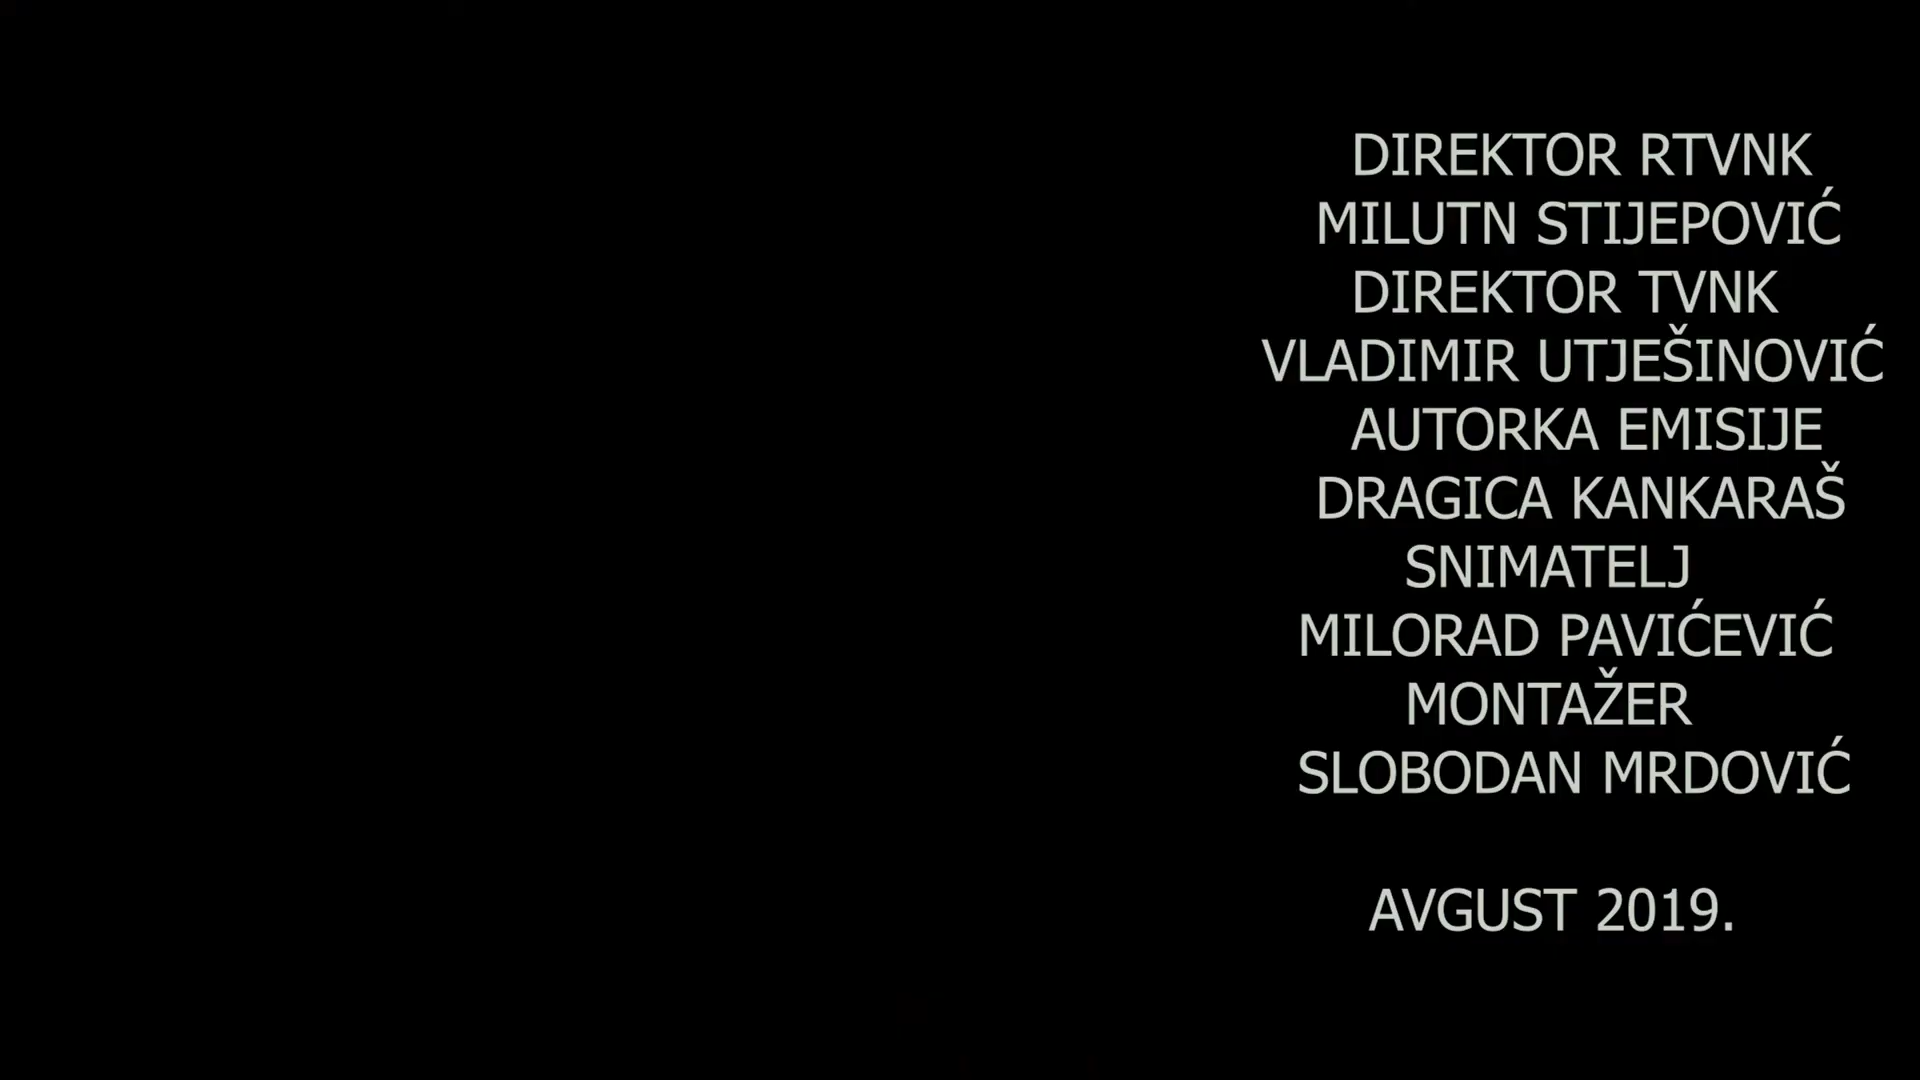 DIREKTOR RTVNK
MILUTN STIJEPOVIĆ
DIREKTOR TVNK
VLADIMIR UTJEŠINOVIĆ
AUTORKA EMISIJE
DRAGICA KANKARAŠ
SNIMATELJ
MILORAD PAVIĆEVIĆ
MONTAŽER
SLOBODAN MRDOVIĆ
AVGUST 2019.